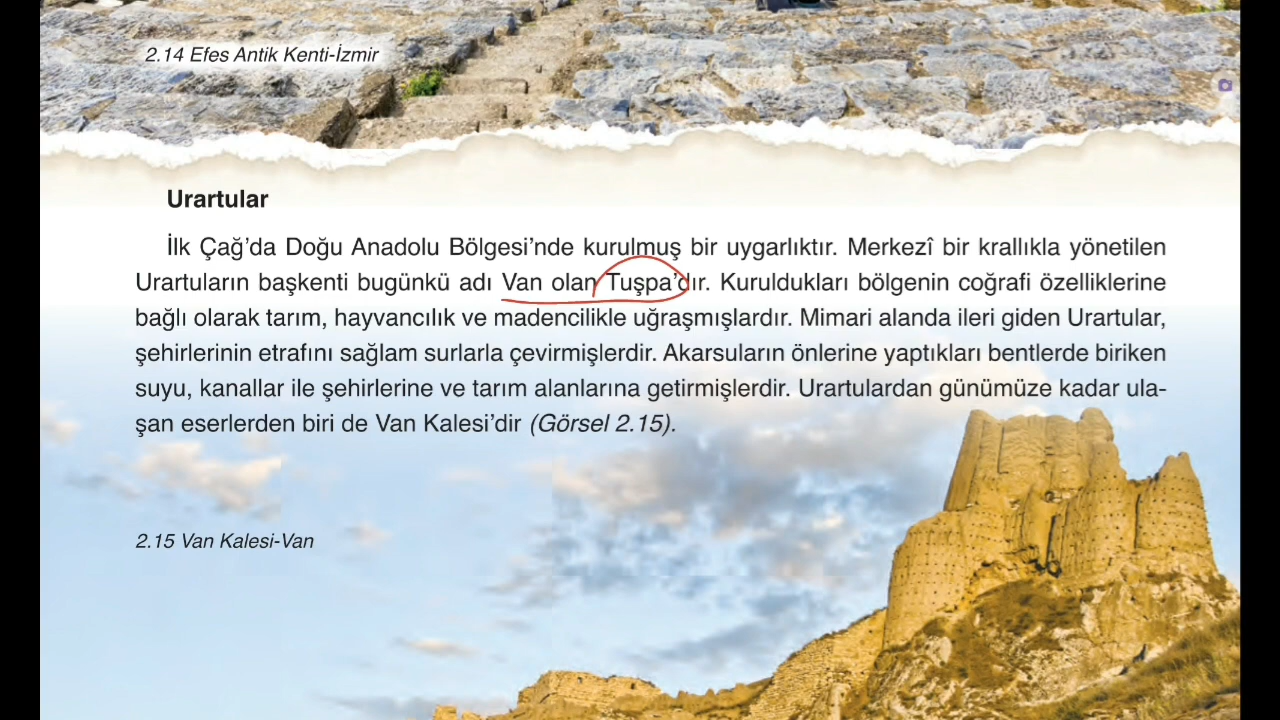 2.14 Efes Antik Kenti-İzmir
Urartular
İlk Çağ’da Doğu Anadolu Bölgesi’nde kurulmuş bir uygarlıktır. Merkezî bir krallıkla yönetilen
Urartuların başkenti bugünkü adı Van olan Tuşpa’dır. Kuruldukları bölgenin coğrafi özelliklerine
bağlı olarak tarım, hayvancılık ve madencilikle uğraşmışlardır. Mimari alanda ileri giden Urartular,
şehirlerinin etrafını sağlam surlarla çevirmişlerdir. Akarsuların önlerine yaptıkları bentlerde biriken
suyu, kanallar ile şehirlerine ve tarım alanlarına getirmişlerdir. Urartulardan günümüze kadar ula-
şan eserlerden biri de Van Kalesi’dir (Görsel 2.15).
2.15 Van Kalesi-Van